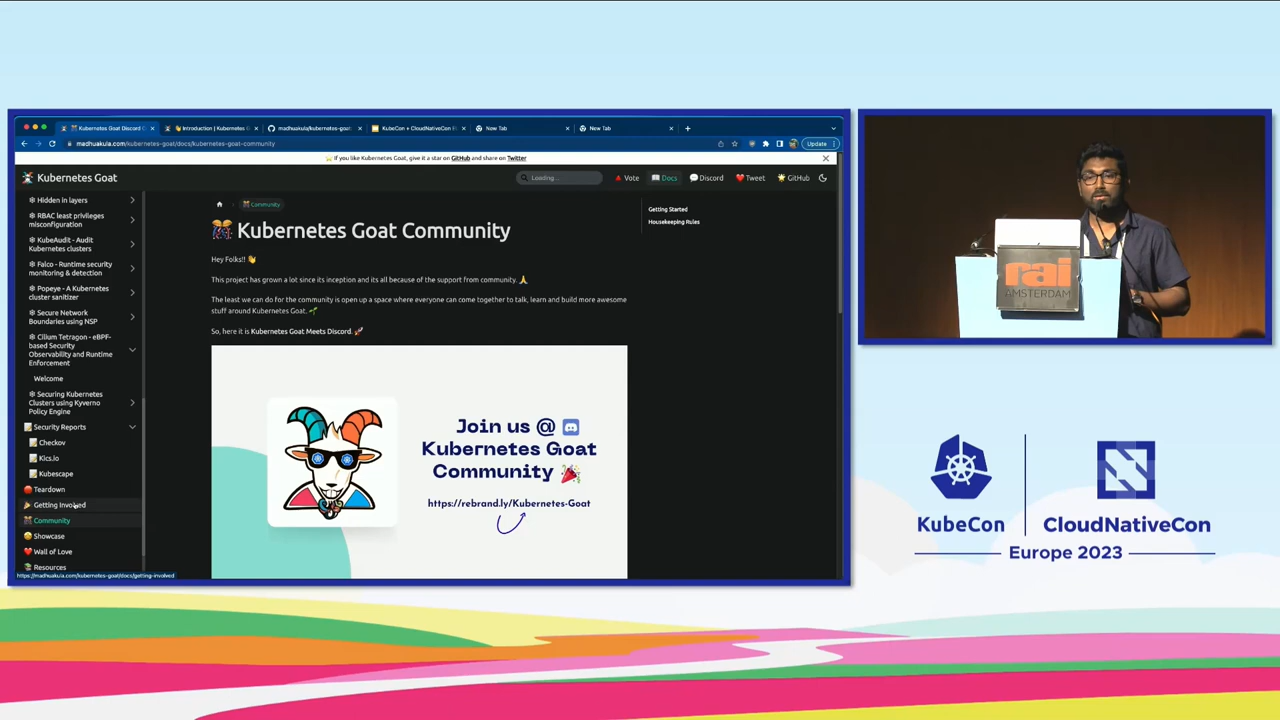 Kubernetes Goat Discord C
Introduction | Kubernetes G
madhuakula/kubernetes-goat:
KubeCon + CloudNativeCon EU
New Tab
New Tab
madhuakula.com/kubernetes-goat/docs/kubernetes-goat-community
Update
If you like Kubernetes Goat, give it a star on GitHub and share on Twitter
Kubernetes Goat
Loading...
Vote
Docs
Discord
Tweet
GitHub
Hidden in layers
RBAC least privileges
misconfiguration
KubeAudit - Audit
Kubernetes clusters
Falco - Runtime security
monitoring & detection
Popeye - A Kubernetes
cluster sanitizer
Secure Network
Boundaries using NSP
Cilium Tetragon - eBPF-
based Security
Observability and Runtime
Enforcement
Welcome
Securing Kubernetes
Clusters using Kyverno
Policy Engine
Security Reports
Checkov
Kics.io
Kubescape
Teardown
Getting Involved
Community
Showcase
Wall of Love
Resources
https://madhuakula.com/kubernetes-goat/docs/getting-involved
Community
Kubernetes Goat Community
Hey Folks!!
This project has grown a lot since its inception and its all because of the support from community.
The least we can do for the community is open up a space where everyone can come together to talk, learn and build more awesome
stuff around Kubernetes Goat.
So, here it is Kubernetes Goat Meets Discord.
Join us @
Kubernetes Goat
Community
https://rebrand.ly/Kubernetes-Goat
Getting Started
Housekeeping Rules
rai
AMSTERDAM
KubeCon
CloudNativeCon
Europe 2023